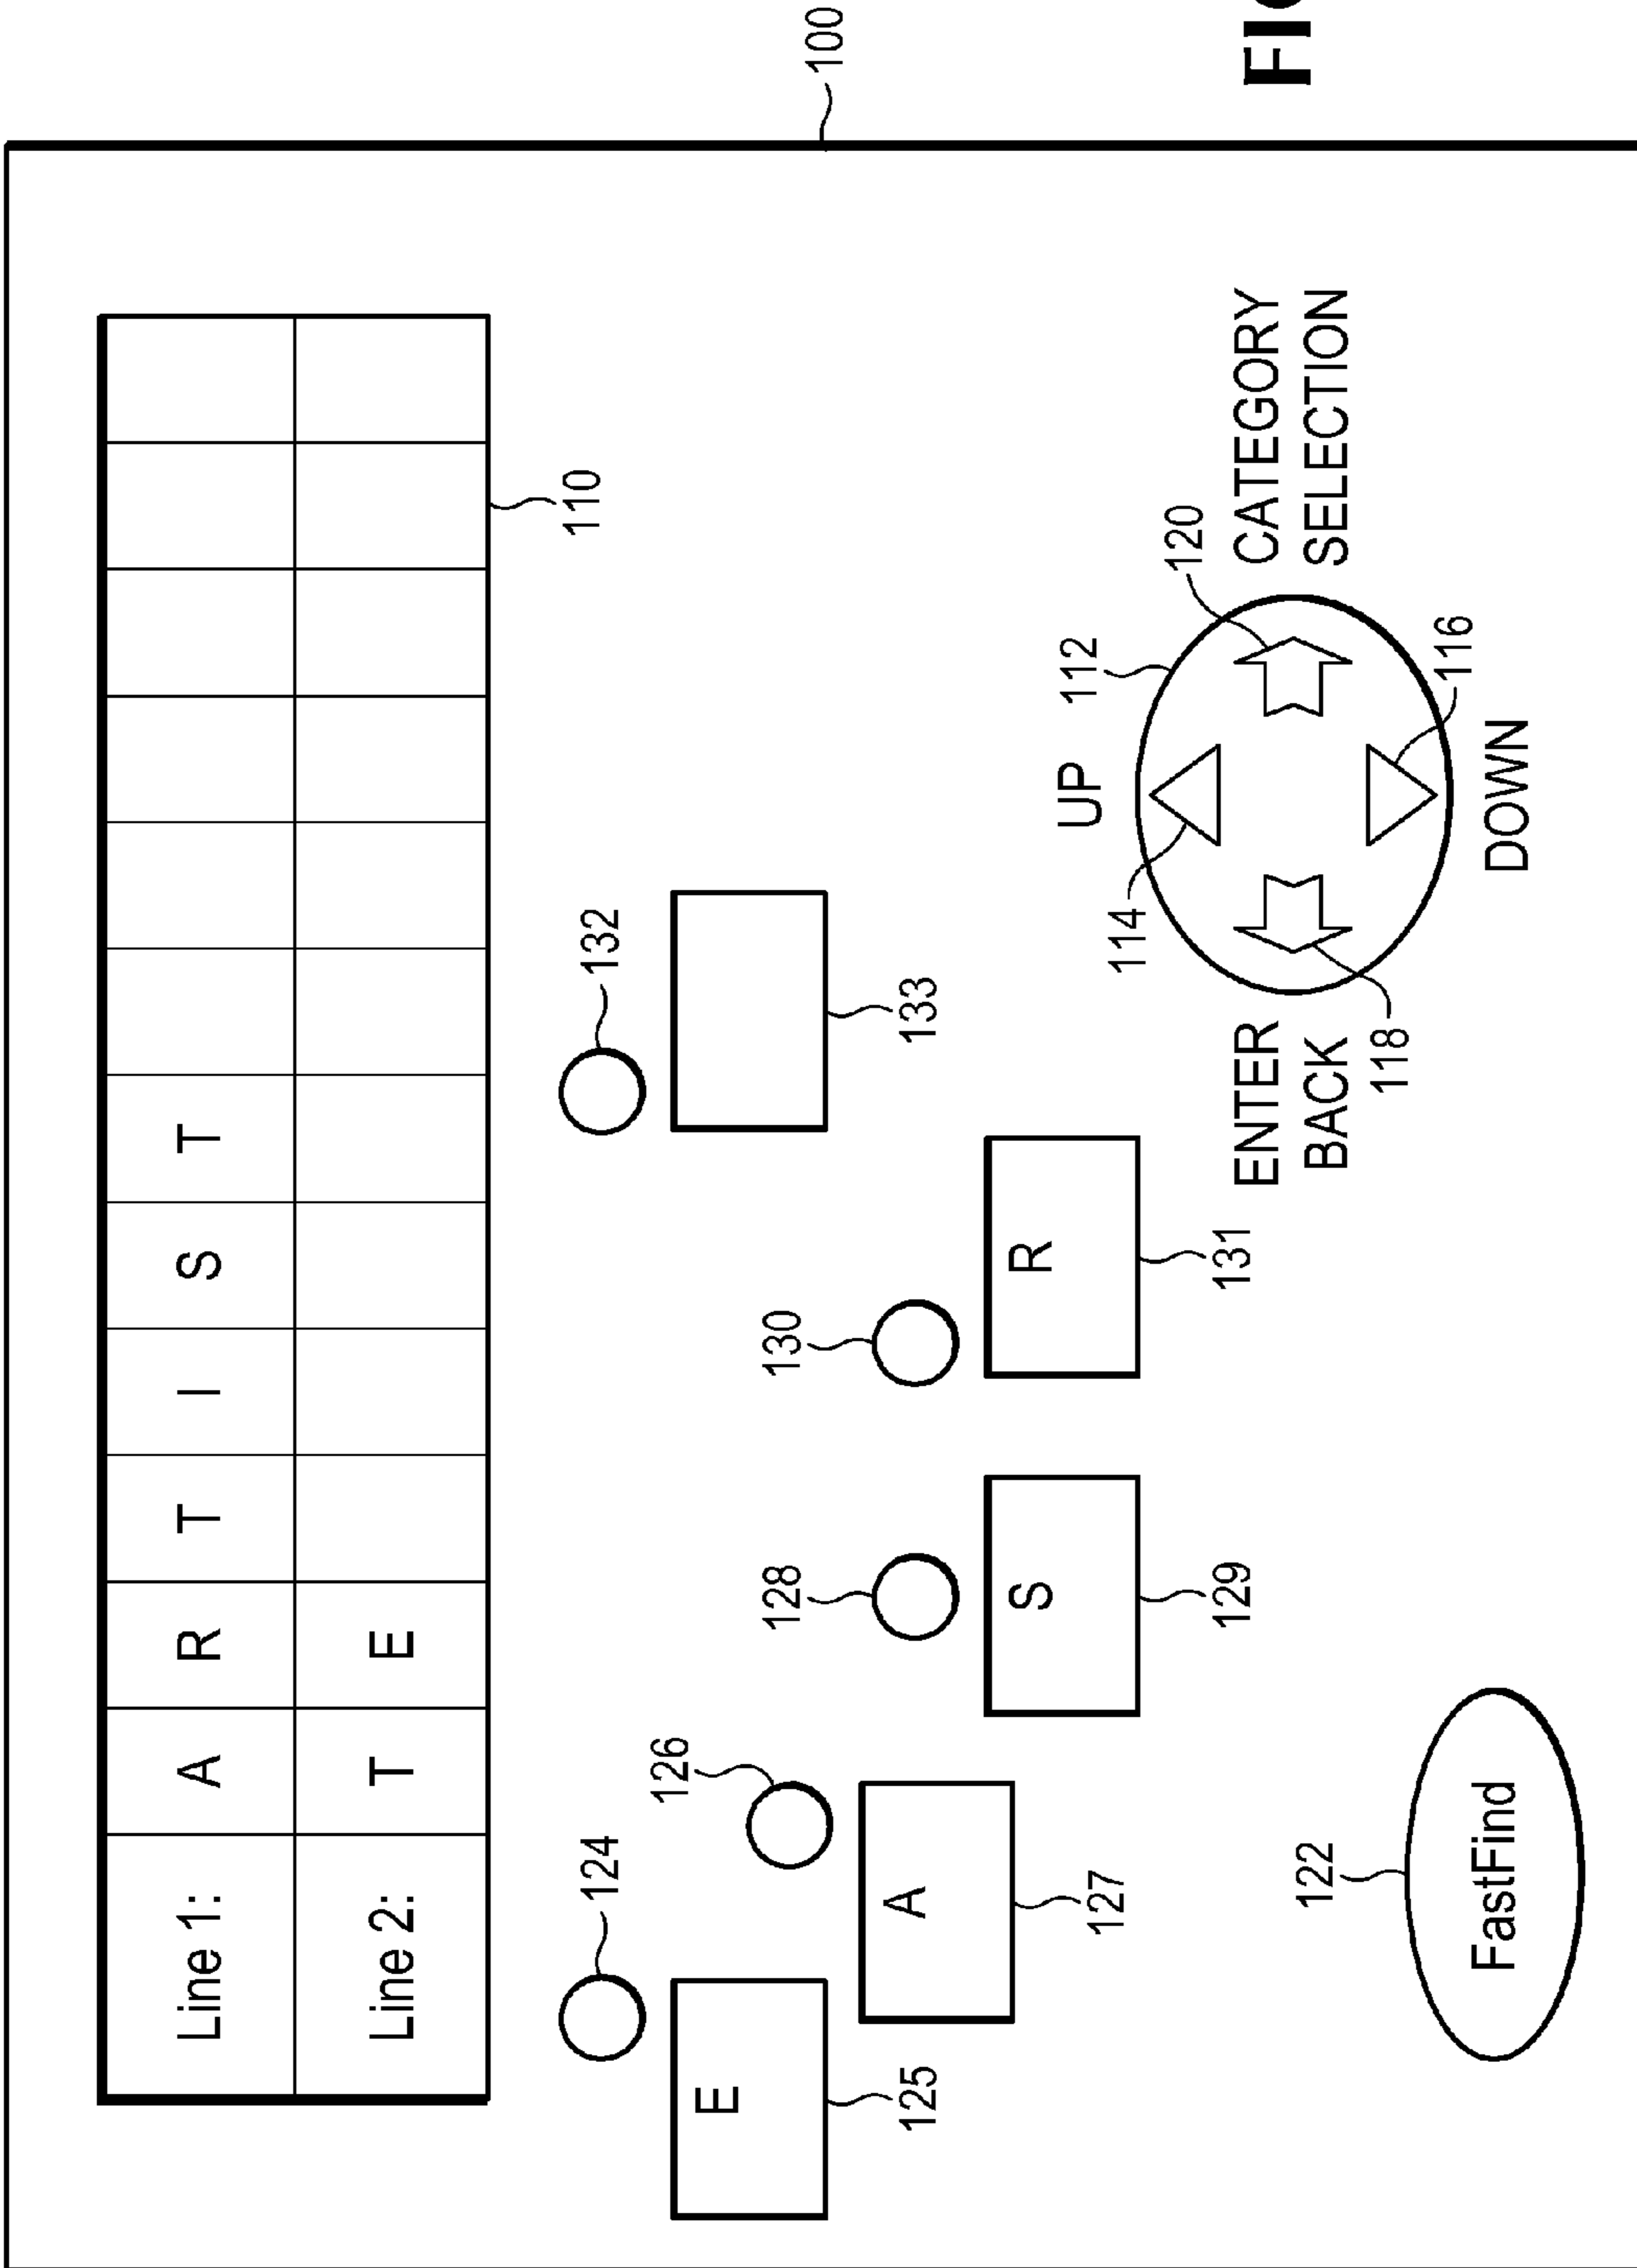 100
Line 1: A R T I S T
Line 2: T E
110
124
132
E
125
126
A
127
133
128
S
129
130
R
131
112
UP
114
120
ENTER
BACK
118
CATEGORY
SELECTION
116
DOWN
122
FastFind